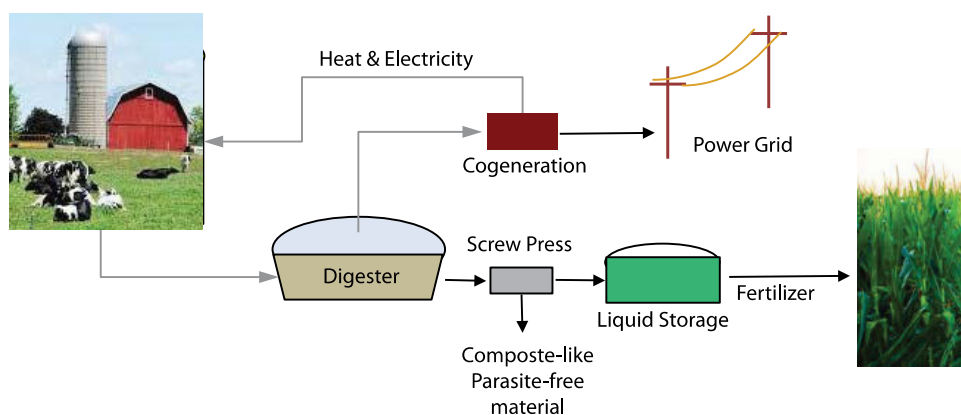 Heat & Electricity
Cogeneration
Power Grid
Digester
Screw Press
Liquid Storage
Fertilizer
Composte-like
Parasite-free
material